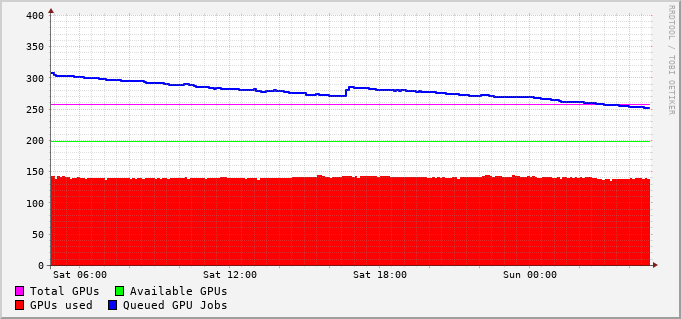 400
350
300
250
200
150
100
50
0
Sat 06:00 Sat 12:00 Sat 18:00 Sun 00:00
Total GPUs Available GPUs
GPUs used Queued GPU Jobs
RRDTOOL / TOBI OETIKER